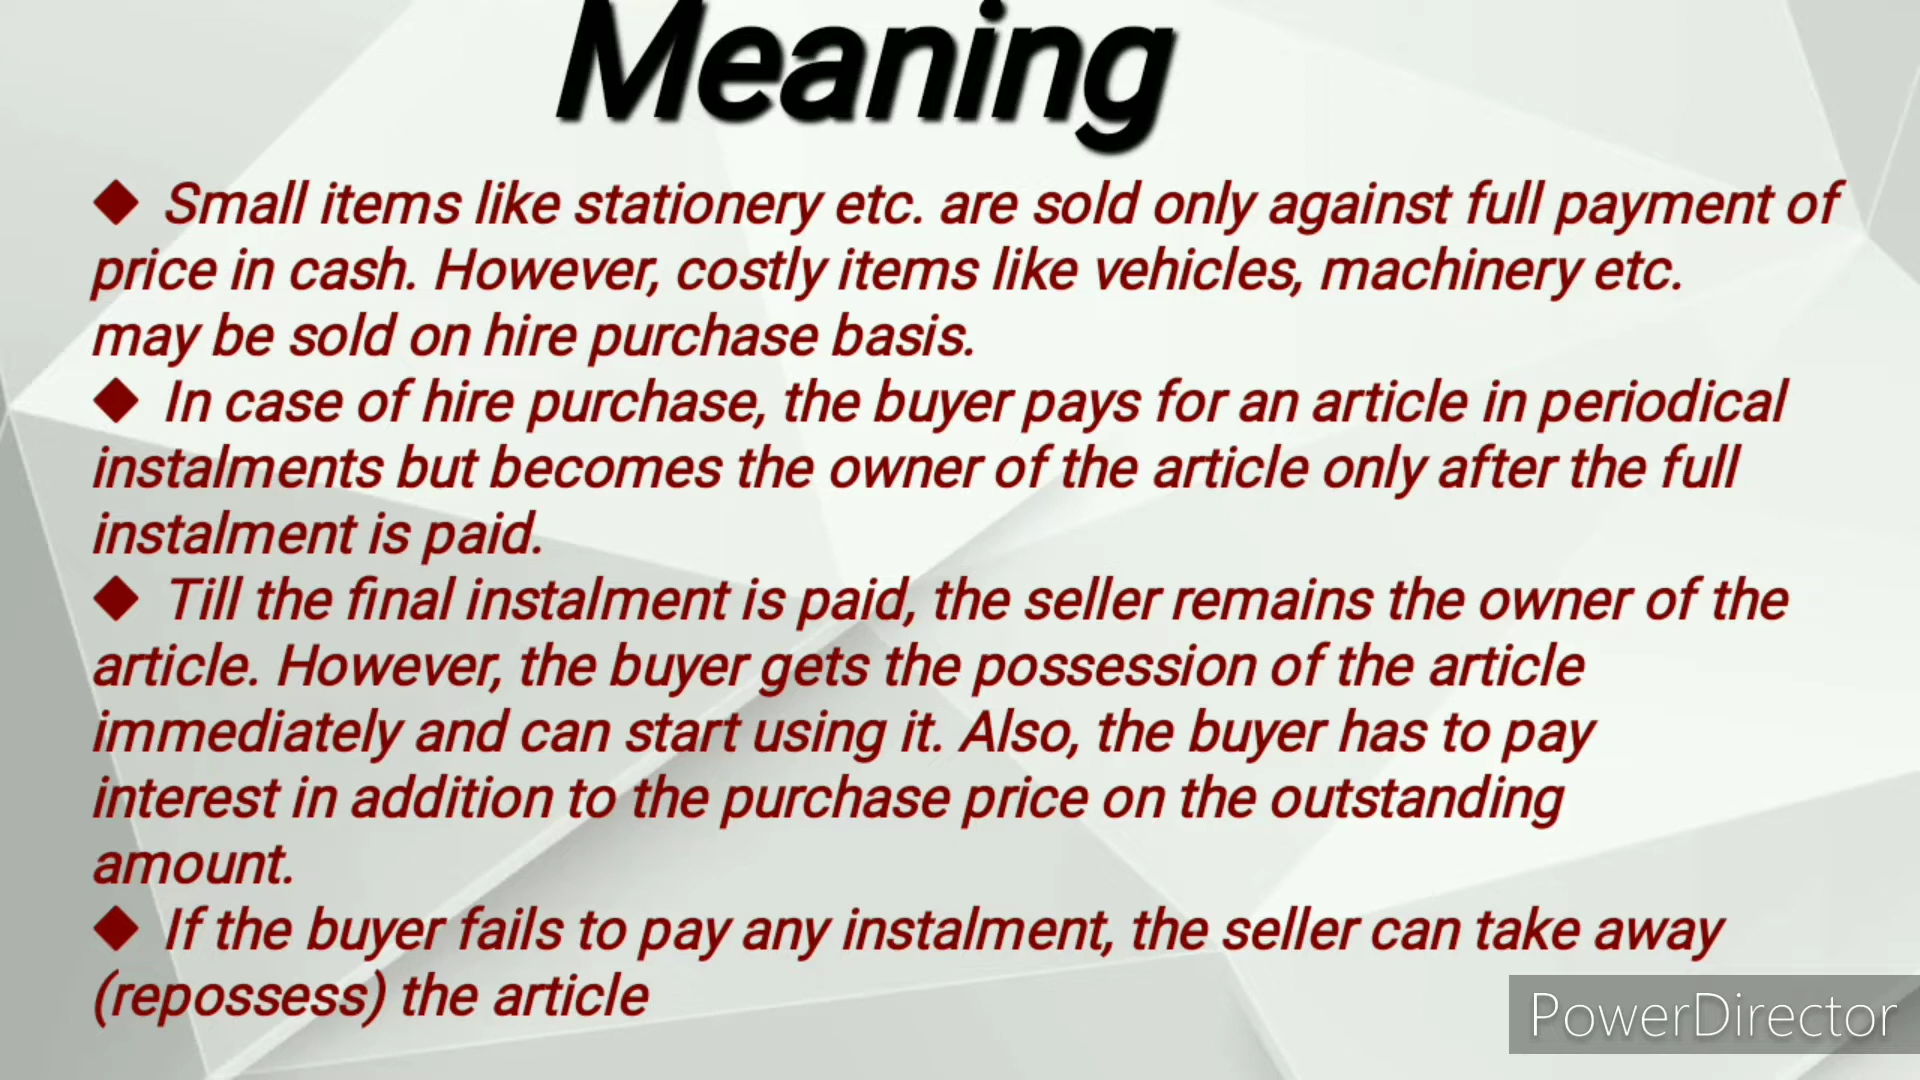 Meaning
◆ Small items like stationery etc. are sold only against full payment of
price in cash. However, costly items like vehicles, machinery etc.
may be sold on hire purchase basis.
◆ In case of hire purchase, the buyer pays for an article in periodical
instalments but becomes the owner of the article only after the full
instalment is paid.
◆ Till the final instalment is paid, the seller remains the owner of the
article. However, the buyer gets the possession of the article
immediately and can start using it. Also, the buyer has to pay
interest in addition to the purchase price on the outstanding
amount.
◆ If the buyer fails to pay any instalment, the seller can take away
(repossess) the article
PowerDirector